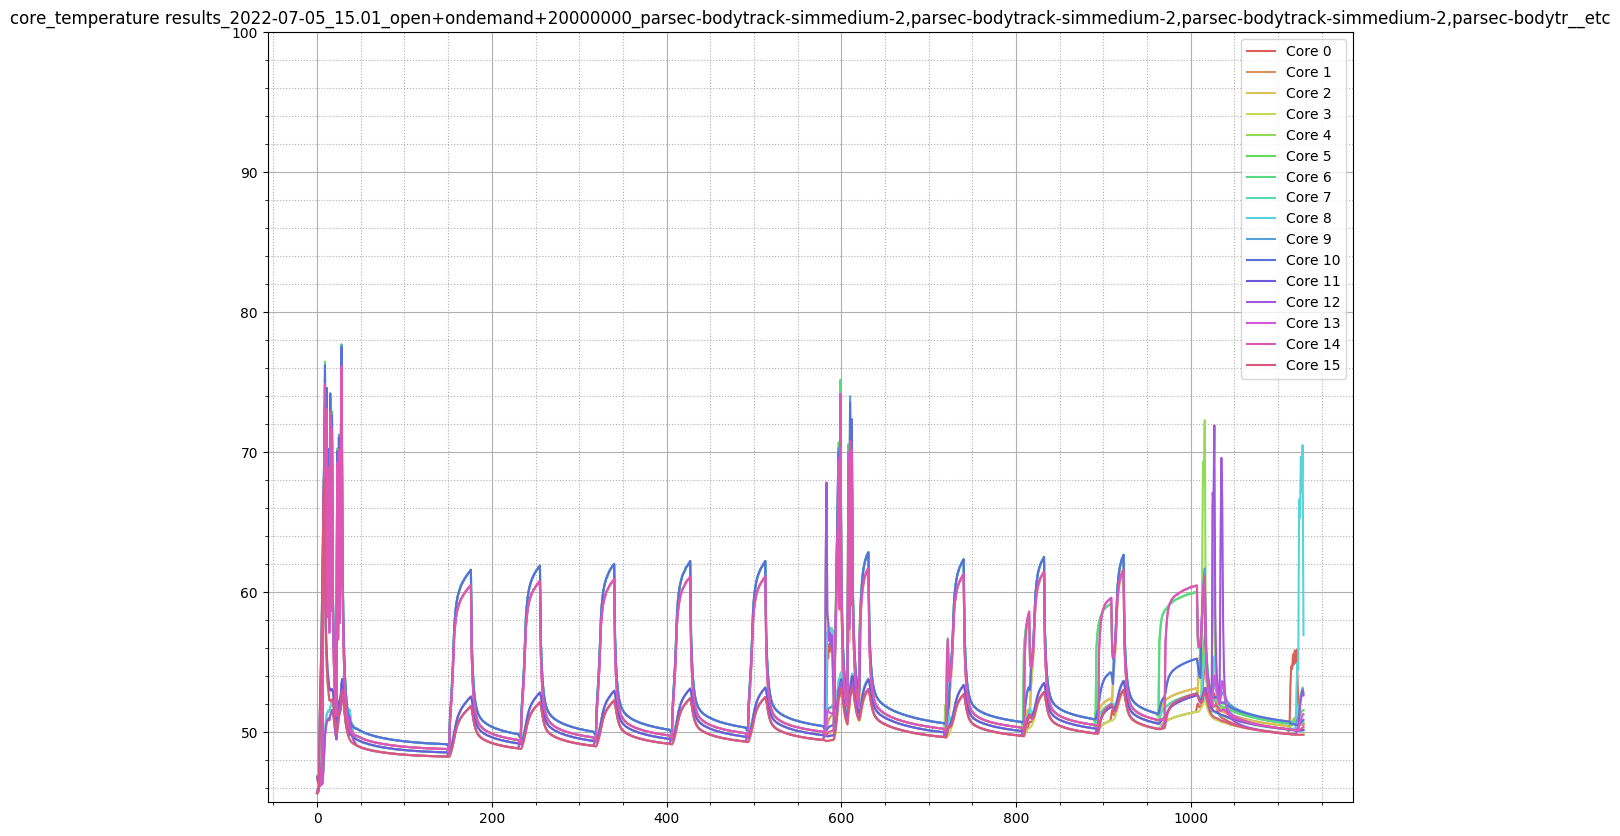 core_temperature results_2022-07-05_15.01_open+ondemand+20000000_parsec-bodytrack-simmedium-2,parsec-bodytrack-simmedium-2,parsec-bodytrack-simmedium-2,parsec-bodytr__etc
100
90
80
70
60
50
0
200
400
600
800
1000
Core 0
Core 1
Core 2
Core 3
Core 4
Core 5
Core 6
Core 7
Core 8
Core 9
Core 10
Core 11
Core 12
Core 13
Core 14
Core 15